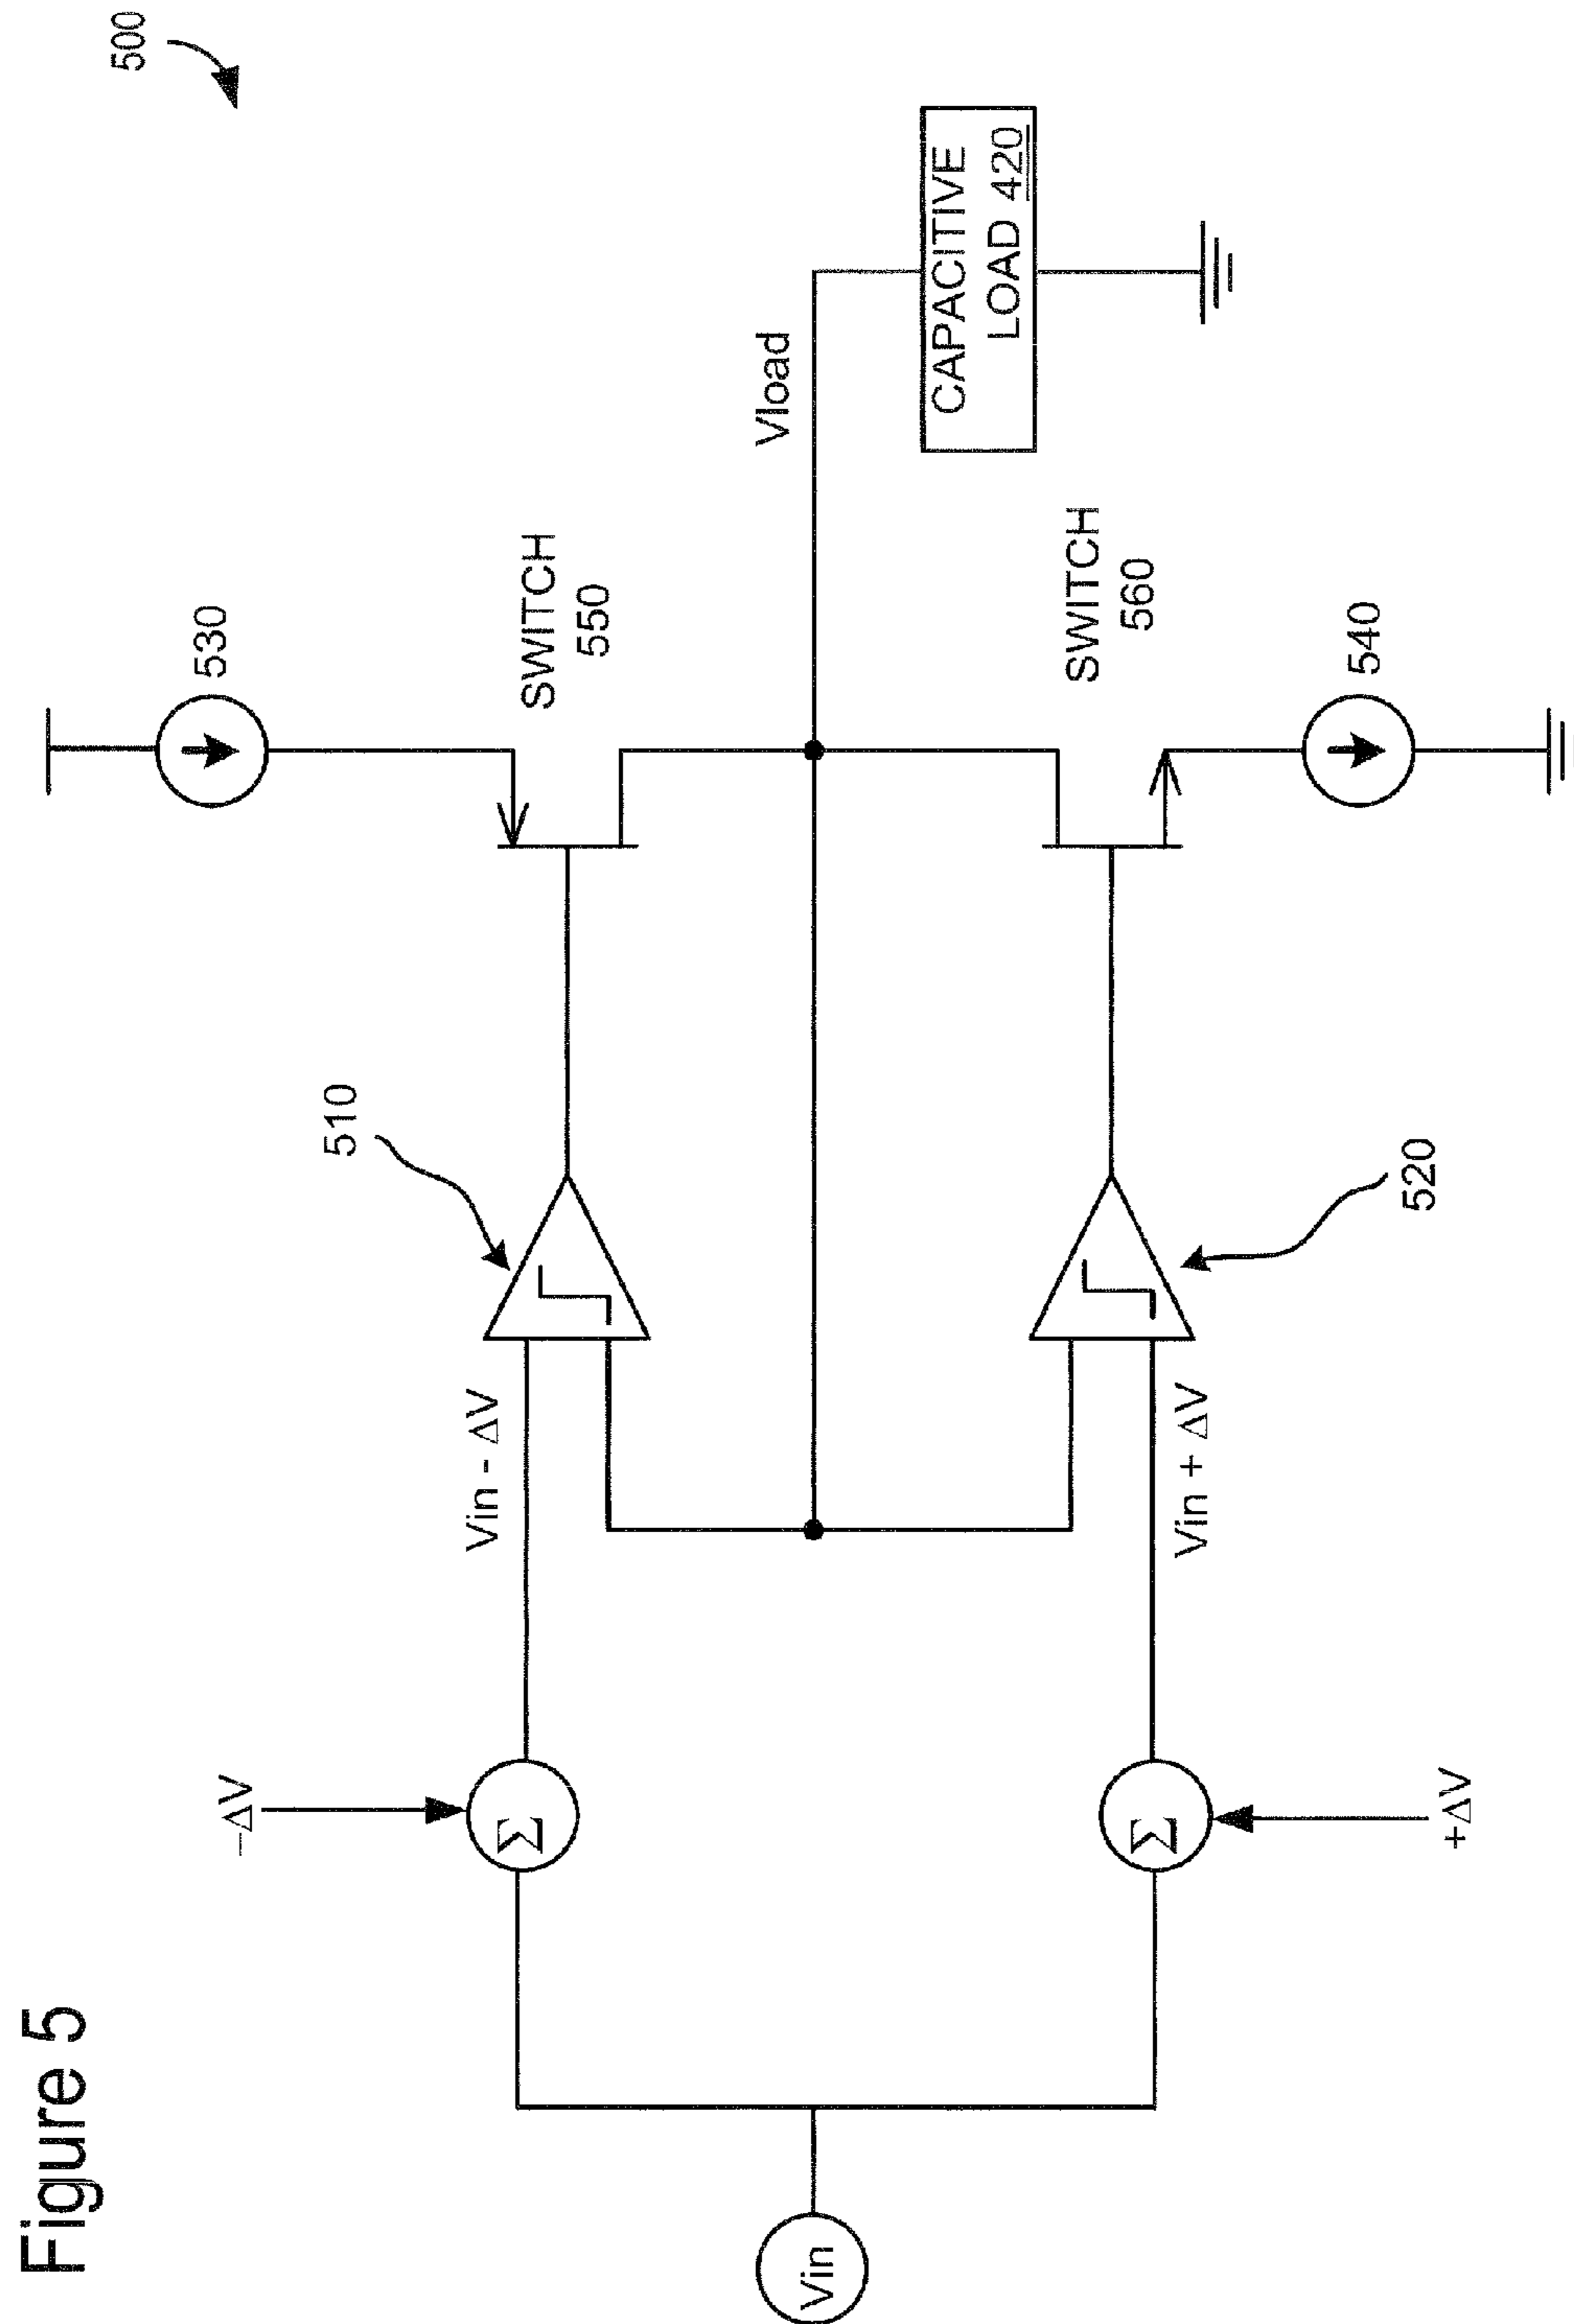 Figure 5
500
530
−ΔV
510
Vin - ΔV
SWITCH
550
Σ
Vin
Vload
CAPACITIVE
LOAD 420
SWITCH
560
Σ
Vin + ΔV
520
540
+ΔV